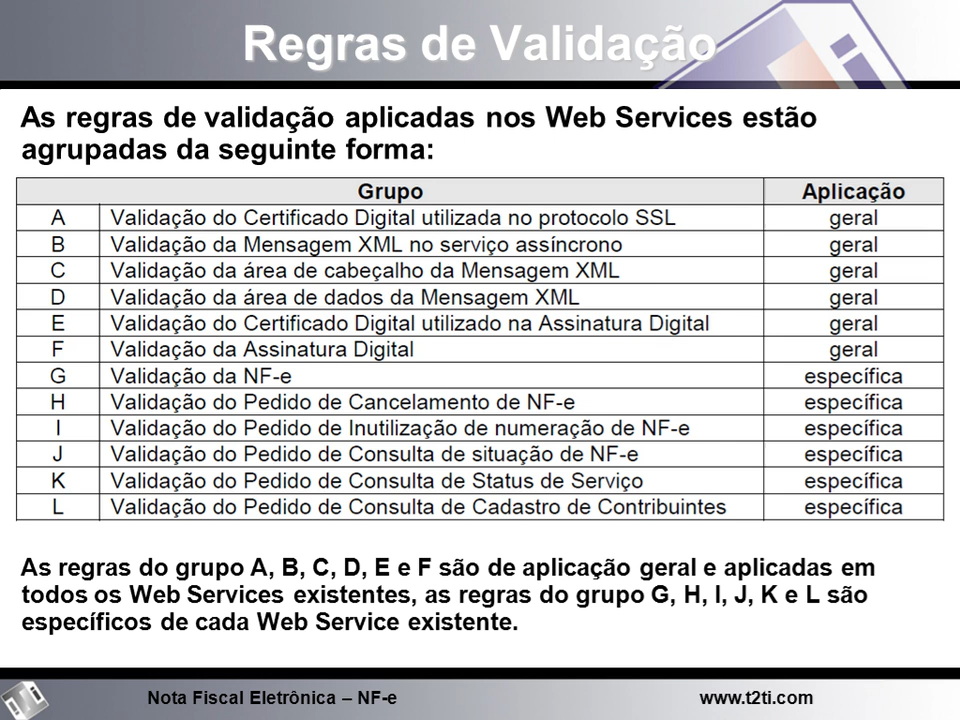 Regras de Validação
As regras de validação aplicadas nos Web Services estão
agrupadas da seguinte forma:
Grupo Aplicação
A Validação do Certificado Digital utilizada no protocolo SSL geral
B Validação da Mensagem XML no serviço assíncrono geral
C Validação da área de cabeçalho da Mensagem XML geral
D Validação da área de dados da Mensagem XML geral
E Validação do Certificado Digital utilizado na Assinatura Digital geral
F Validação da Assinatura Digital geral
G Validação da NF-e específica
H Validação do Pedido de Cancelamento de NF-e específica
I Validação do Pedido de Inutilização de numeração de NF-e específica
J Validação do Pedido de Consulta de situação de NF-e específica
K Validação do Pedido de Consulta de Status de Serviço específica
L Validação do Pedido de Consulta de Cadastro de Contribuintes específica
As regras do grupo A, B, C, D, E e F são de aplicação geral e aplicadas em
todos os Web Services existentes, as regras do grupo G, H, I, J, K e L são
específicos de cada Web Service existente.
Nota Fiscal Eletrônica – NF-e www.t2ti.com